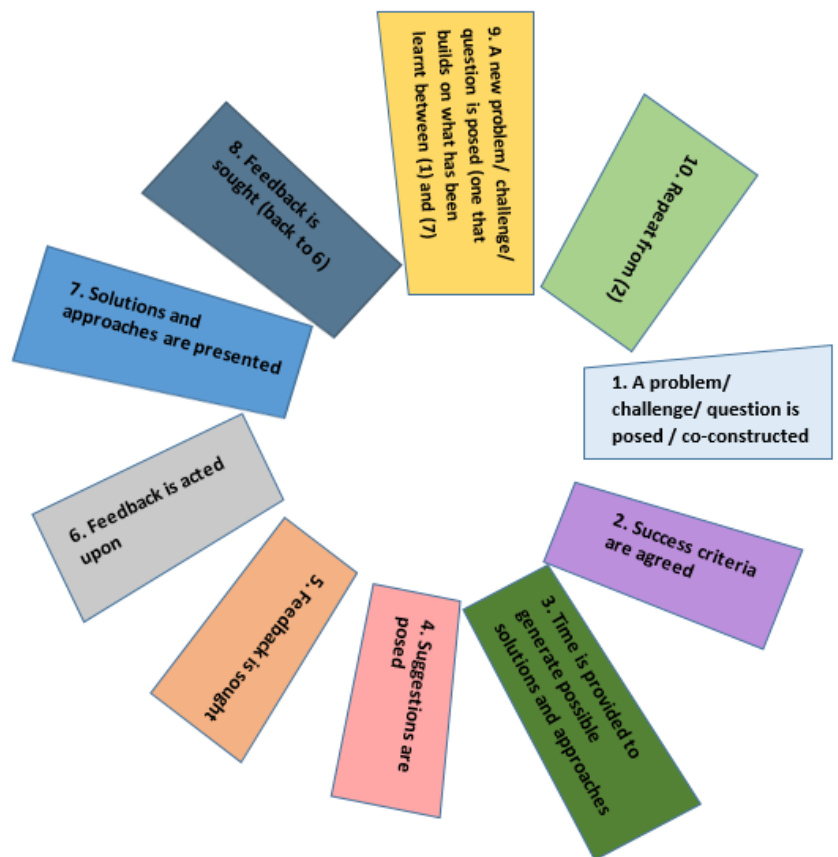 1. A problem/
challenge/ question is
posed / co-constructed
2. Success criteria
are agreed
3. Time is provided to
generate possible
solutions and approaches
4. Suggestions are
posed
5. Feedback is sought
6. Feedback is acted
upon
7. Solutions and
approaches are presented
8. Feedback is
sought (back to 6)
9. A new problem/ challenge/
question is posed (one that
builds on what has been
learnt between (1) and (7)
10. Repeat from (2)